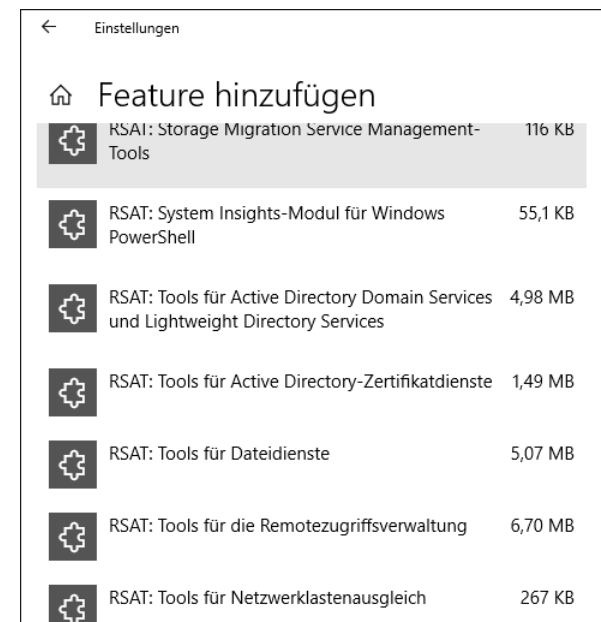 Einstellungen
Feature hinzufügen
RSAT: Storage Migration Service Management- 116 KB
Tools
RSAT: System Insights-Modul für Windows 55,1 KB
PowerShell
RSAT: Tools für Active Directory Domain Services 4,98 MB
und Lightweight Directory Services
RSAT: Tools für Active Directory-Zertifikatdienste 1,49 MB
RSAT: Tools für Dateidienste 5,07 MB
RSAT: Tools für die Remotezugriffsverwaltung 6,70 MB
RSAT: Tools für Netzwerklastenausgleich 267 KB